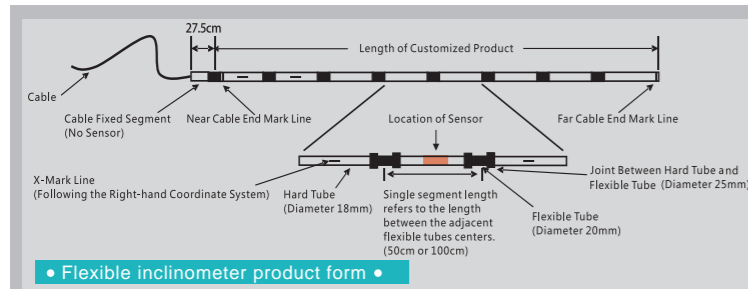 27.5cm
Length of Customized Product
Cable
Cable Fixed Segment
(No Sensor)
Near Cable End Mark Line
Location of Sensor
Far Cable End Mark Line
X-Mark Line
(Following the Right-hand Coordinate System)
Hard Tube
(Diameter 18mm)
Single segment length
refers to the length
between the adjacent
flexible tubes centers.
(50cm or 100cm)
Flexible Tube
(Diameter 20mm)
Joint Between Hard Tube and
Flexible Tube (Diameter 25mm)
• Flexible inclinometer product form •